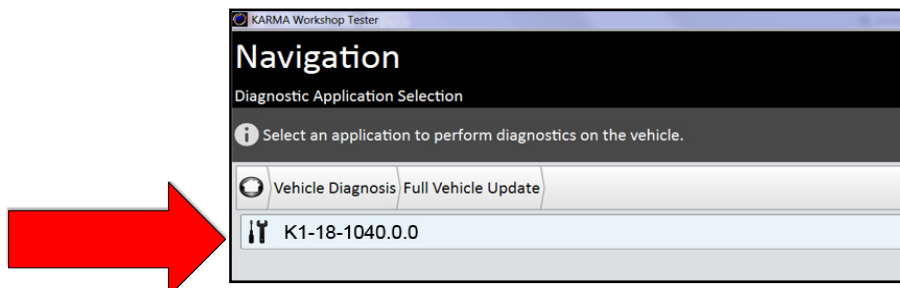 KARMA Workshop Tester
Navigation
Diagnostic Application Selection
Select an application to perform diagnostics on the vehicle.
Vehicle Diagnosis Full Vehicle Update
K1-18-1040.0.0